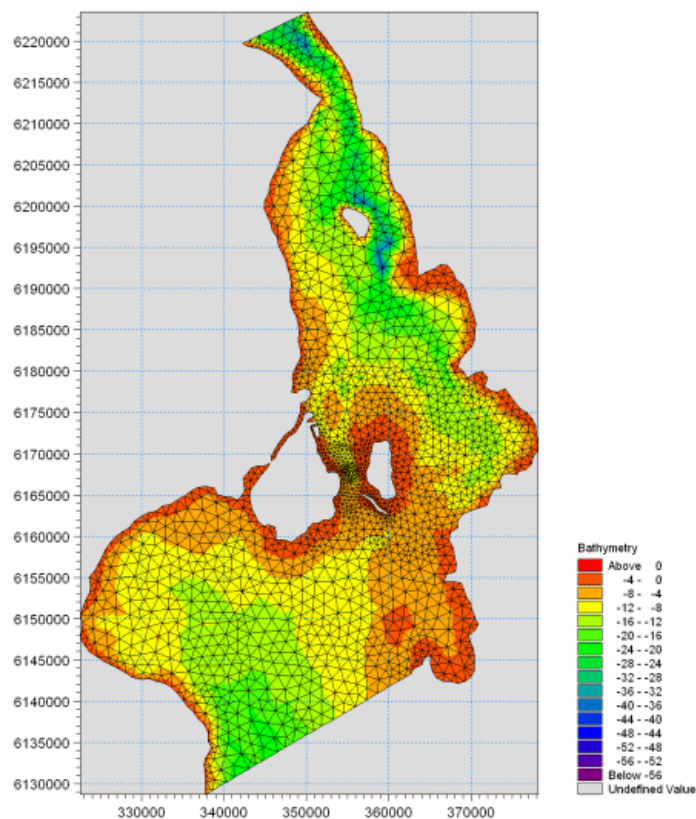 6220000
6215000
6210000
6205000
6200000
6195000
6190000
6185000
6180000
6175000
6170000
6165000
6160000
6155000
6150000
6145000
6140000
6135000
6130000
330000 340000 350000 360000 370000
Bathymetry
Above 0
-4 - 0
-8 - -4
-12 - -8
-16 - -12
-20 - -16
-24 - -20
-28 - -24
-32 - -28
-36 - -32
-40 - -36
-44 - -40
-48 - -44
-52 - -48
-56 - -52
Below -56
Undefined Value